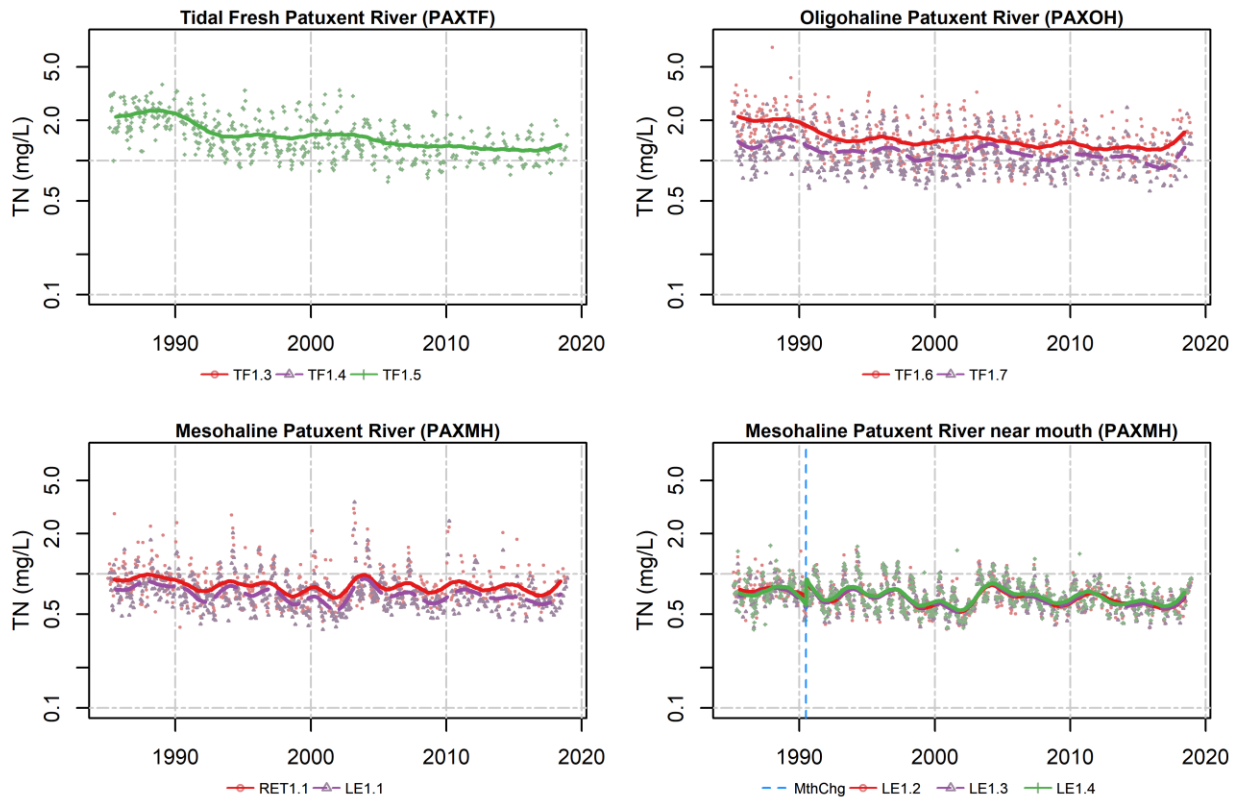 Tidal Fresh Patuxent River (PAXTF)
TN (mg/L)
5.0
2.0
0.5
0.1
1990 2000 2010 2020
TF1.3 TF1.4 TF1.5
Oligohaline Patuxent River (PAXOH)
TN (mg/L)
5.0
2.0
0.5
0.1
1990 2000 2010 2020
TF1.6 TF1.7
Mesohaline Patuxent River (PAXMH)
TN (mg/L)
5.0
2.0
0.5
0.1
1990 2000 2010 2020
RET1.1 LE1.1
Mesohaline Patuxent River near mouth (PAXMH)
TN (mg/L)
5.0
2.0
0.5
0.1
1990 2000 2010 2020
MthChg LE1.2 LE1.3 LE1.4